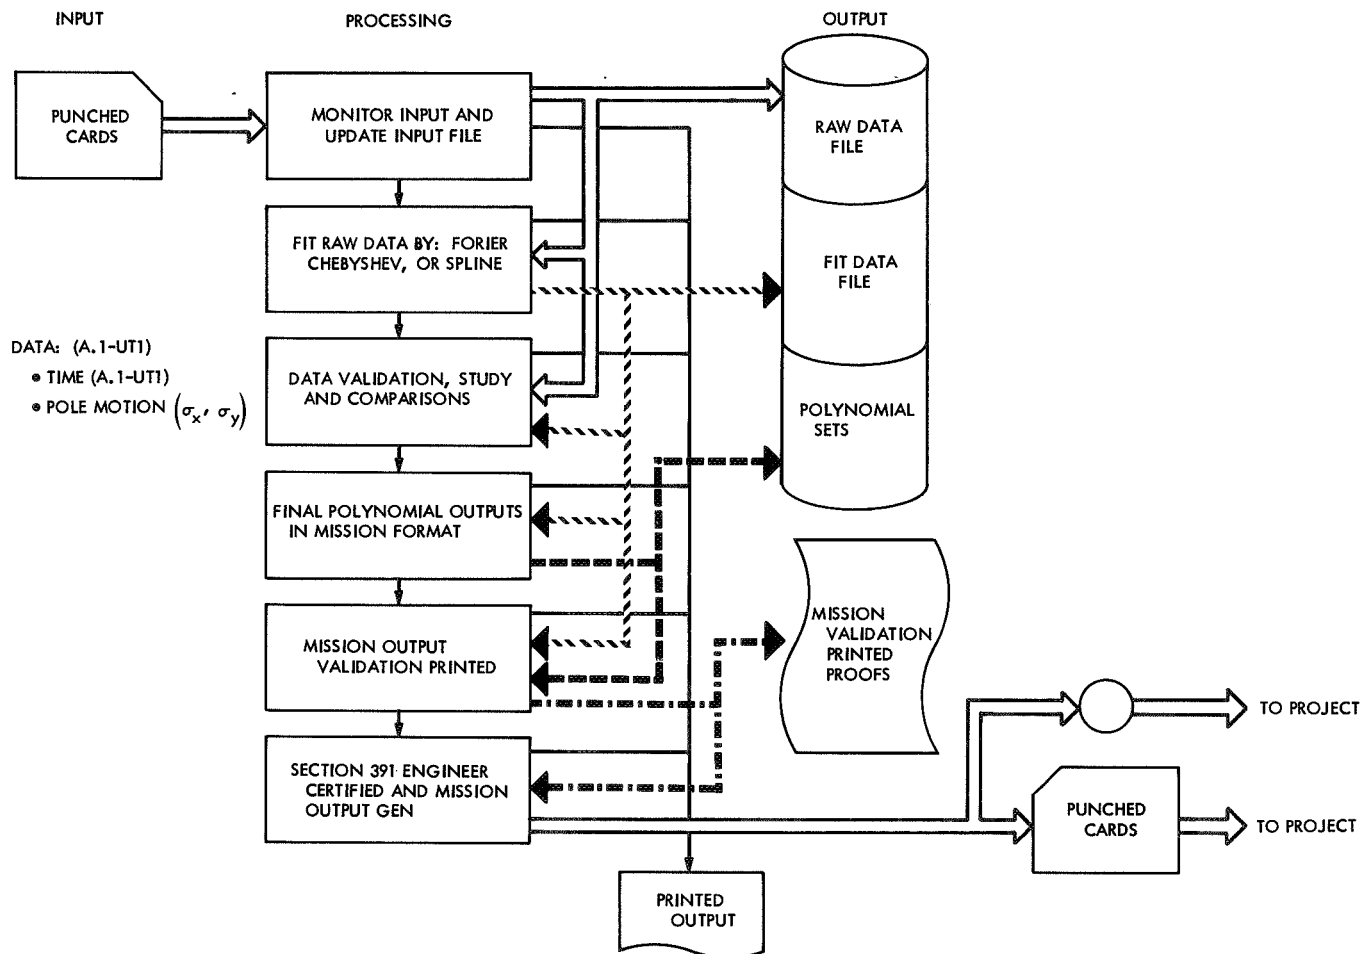 INPUT
PROCESSING
OUTPUT
PUNCHED
CARDS
MONITOR INPUT AND
UPDATE INPUT FILE
RAW DATA
FILE
FIT RAW DATA BY: FORIER
CHEBYSHEV, OR SPLINE
FIT DATA
FILE
DATA: (A.1-UT1)
• TIME (A.1-UT1)
• POLE MOTION (σx, σy)
DATA VALIDATION, STUDY
AND COMPARISONS
POLYNOMIAL
SETS
FINAL POLYNOMIAL OUTPUTS
IN MISSION FORMAT
MISSION OUTPUT
VALIDATION PRINTED
MISSION
VALIDATION
PRINTED
PROOFS
TO PROJECT
SECTION 391 ENGINEER
CERTIFIED AND MISSION
OUTPUT GEN
PUNCHED
CARDS
TO PROJECT
PRINTED
OUTPUT